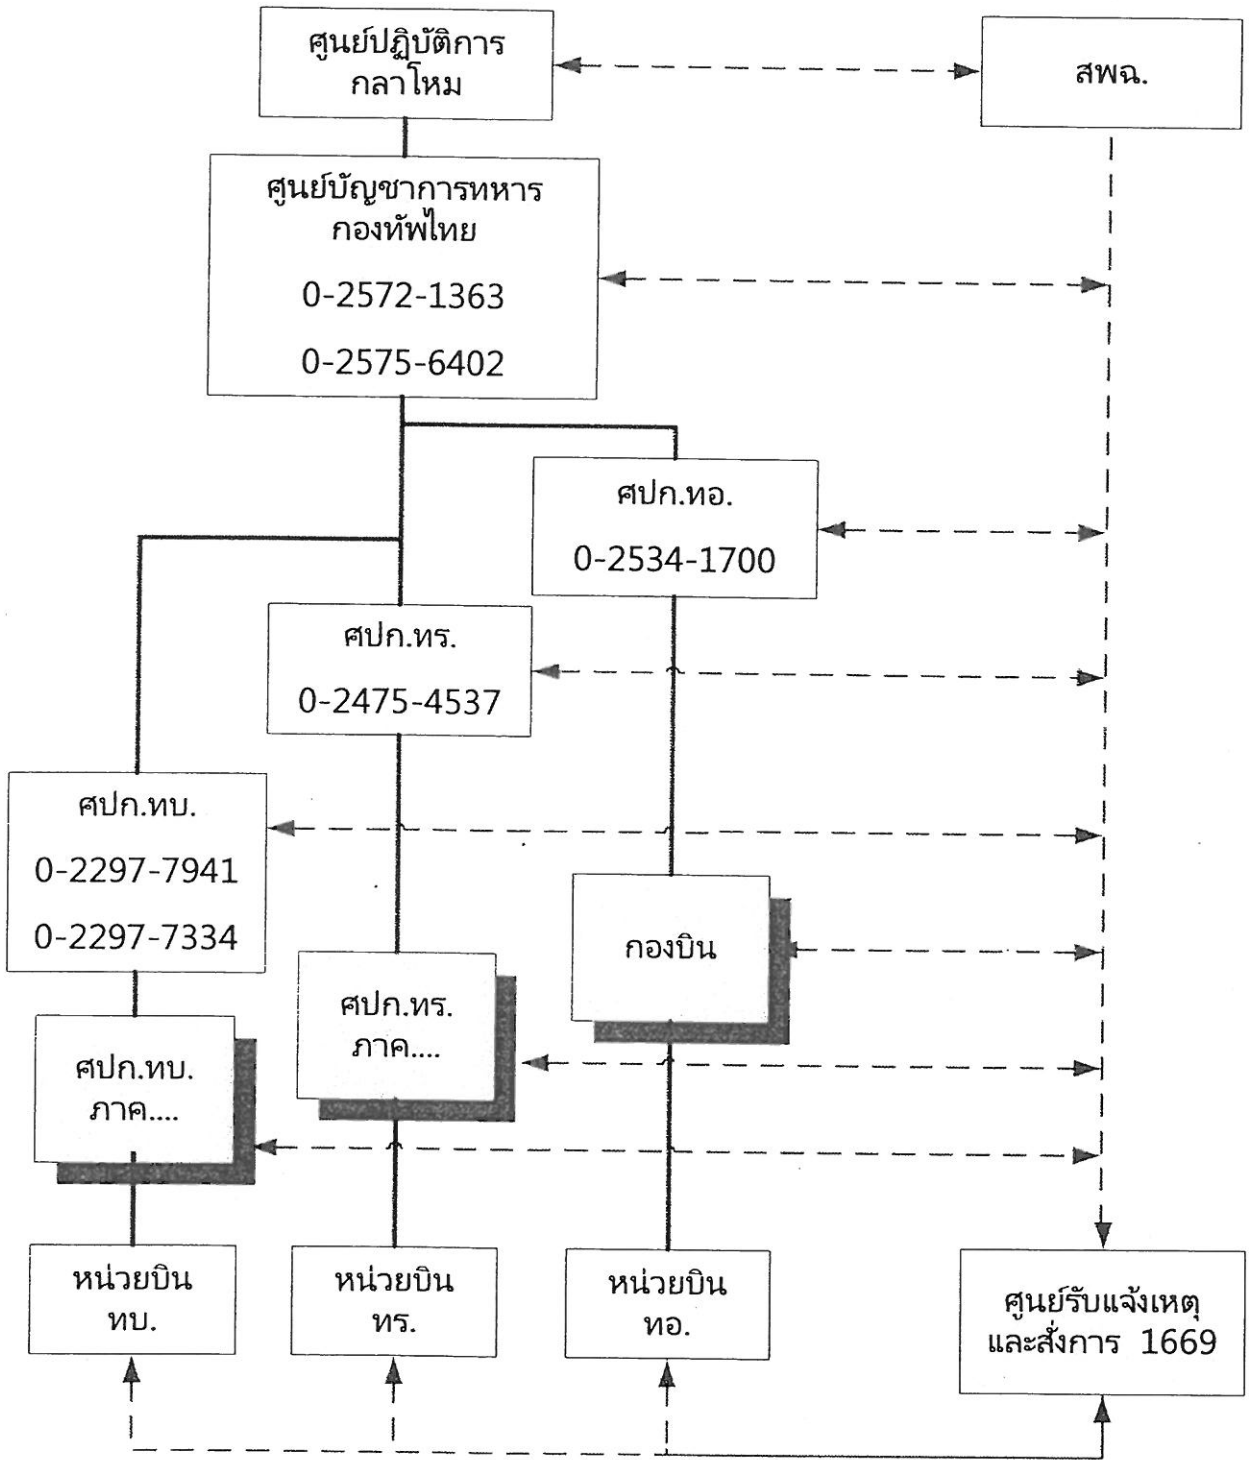 ศูนย์ปฏิบัติการ
กลาโหม
สพฉ.
ศูนย์บัญชาการทหาร
กองทัพไทย
0-2572-1363
0-2575-6402
ศปก.ทอ.
0-2534-1700
ศปก.ทร.
0-2475-4537
ศปก.ทบ.
0-2297-7941
0-2297-7334
กองบิน
ศปก.ทร.
ภาค....
ศปก.ทบ.
ภาค....
หน่วยบิน
ทบ.
หน่วยบิน
ทร.
หน่วยบิน
ทอ.
ศูนย์รับแจ้งเหตุ
และสั่งการ 1669